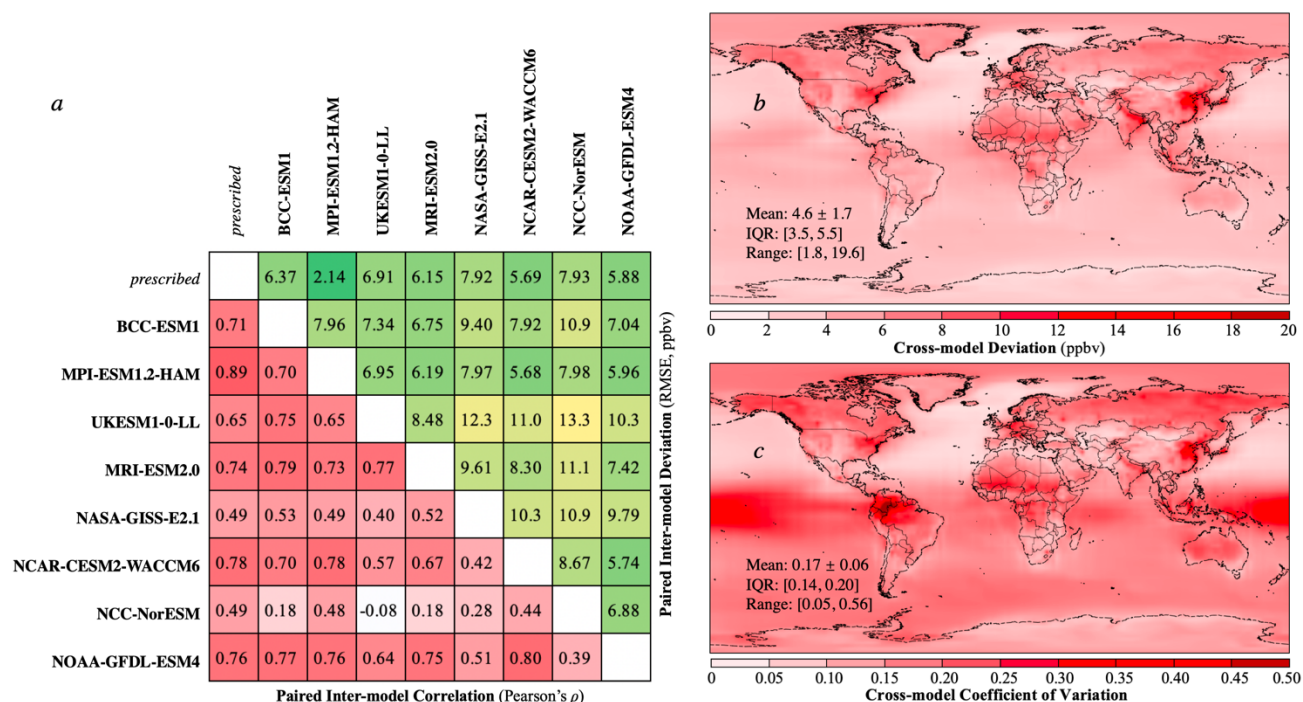 a
prescribed
BCC-ESM1
MPI-ESM1.2-HAM
UKESM1-0-LL
MRI-ESM2.0
NASA-GISS-E2.1
NCAR-CESM2-WACCM6
NCC-NorESM
NOAA-GFDL-ESM4
prescribed 6.37 2.14 6.91 6.15 7.92 5.69 7.93 5.88
BCC-ESM1 0.71 7.96 7.34 6.75 9.40 7.92 10.9 7.04
MPI-ESM1.2-HAM 0.89 0.70 6.95 6.19 7.97 5.68 7.98 5.96
UKESM1-0-LL 0.65 0.75 0.65 8.48 12.3 11.0 13.3 10.3
MRI-ESM2.0 0.74 0.79 0.73 0.77 9.61 8.30 11.1 7.42
NASA-GISS-E2.1 0.49 0.53 0.49 0.40 0.52 10.3 10.9 9.79
NCAR-CESM2-WACCM6 0.78 0.70 0.78 0.57 0.67 0.42 8.67 5.74
NCC-NorESM 0.49 0.18 0.48 -0.08 0.18 0.28 0.44 6.88
NOAA-GFDL-ESM4 0.76 0.77 0.76 0.64 0.75 0.51 0.80 0.39
Paired Inter-model Correlation (Pearson's ρ)
Paired Inter-model Deviation (RMSE, ppbv)
b
Mean: 4.6 ± 1.7
IQR: [3.5, 5.5]
Range: [1.8, 19.6]
0 2 4 6 8 10 12 14 16 18 20
Cross-model Deviation (ppbv)
c
Mean: 0.17 ± 0.06
IQR: [0.14, 0.20]
Range: [0.05, 0.56]
0 0.05 0.10 0.15 0.20 0.25 0.30 0.35 0.40 0.45 0.50
Cross-model Coefficient of Variation